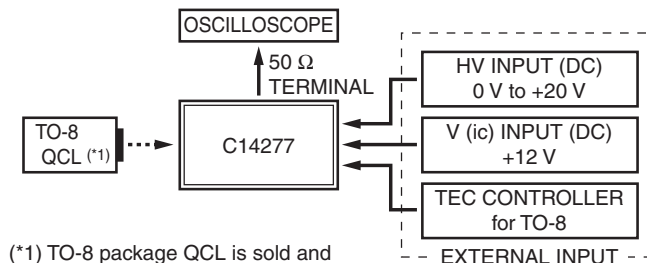 OSCILLOSCOPE
50 Ω
TERMINAL
HV INPUT (DC)
0 V to +20 V
TO-8
QCL (*1)
C14277
V (ic) INPUT (DC)
+12 V
TEC CONTROLLER
for TO-8
EXTERNAL INPUT
(*1) TO-8 package QCL is sold and